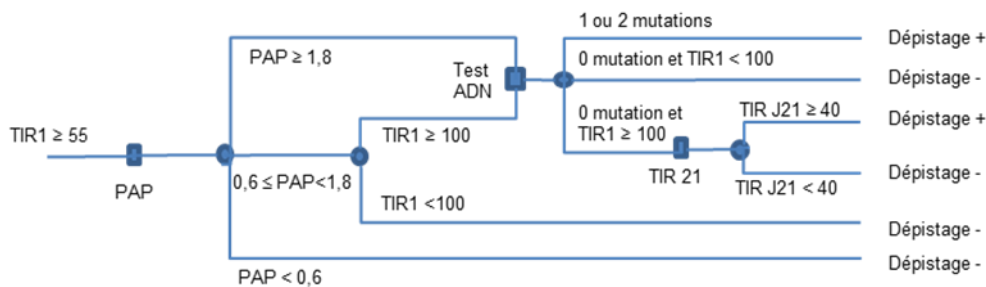 1 ou 2 mutations
Dépistage +
PAP ≥ 1,8
0 mutation et TIR1 < 100
Test
ADN
Dépistage -
0 mutation et
TIR1 ≥ 100
TIR J21 ≥ 40
Dépistage +
TIR1 ≥ 55
TIR1 ≥ 100
PAP
0,6 ≤ PAP<1,8
TIR 21
TIR J21 < 40
Dépistage -
TIR1 <100
Dépistage -
PAP < 0,6
Dépistage -